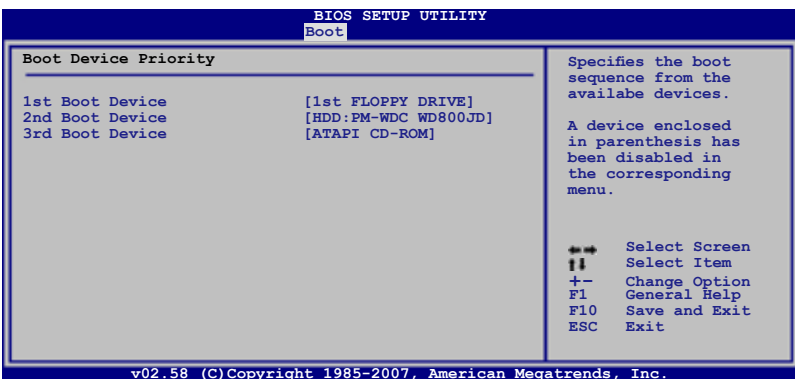 BIOS SETUP UTILITY
Boot
Boot Device Priority
1st Boot Device [1st FLOPPY DRIVE]
2nd Boot Device [HDD:PM-WDC WD800JD]
3rd Boot Device [ATAPI CD-ROM]
Specifies the boot
sequence from the
availabe devices.
A device enclosed
in parenthesis has
been disabled in
the corresponding
menu.
←→ Select Screen
↑↓ Select Item
+- Change Option
F1 General Help
F10 Save and Exit
ESC Exit
v02.58 (C)Copyright 1985-2007, American Megatrends, Inc.